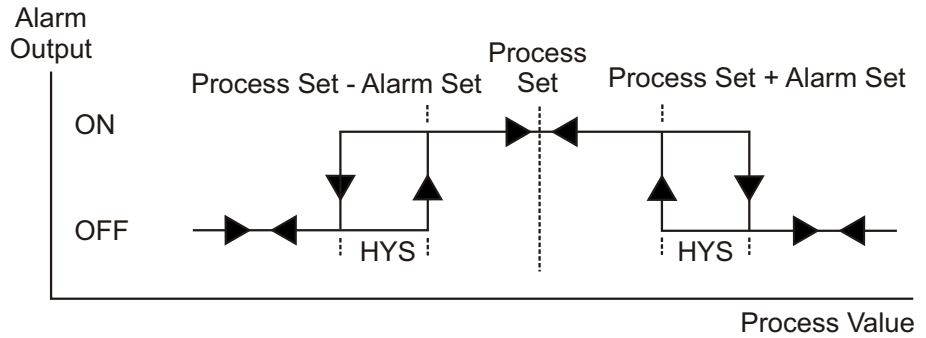 Alarm
Output
Process
Set
Process Set - Alarm Set
Process Set + Alarm Set
ON
OFF
HYS
HYS
Process Value